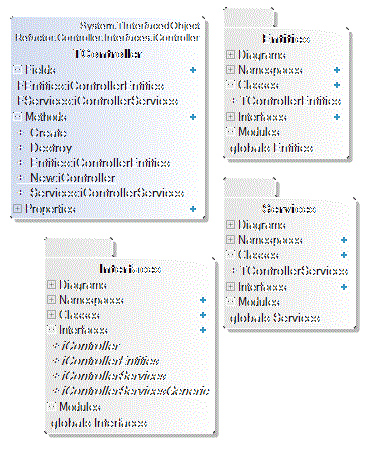 System.TInterfacedObject
Refactor.Controller.Interfaces.iController
TController
Fields
FEntities:iControllerEntities
FServices:iControllerServices
Methods
Create
Destroy
Entities:iControllerEntities
New:iController
Services:iControllerServices
Properties
Entities
Diagrams
Namespaces
Classes
TControllerEntities
Interfaces
Modules
globals Entities
Services
Diagrams
Namespaces
Classes
TControllerServices
Interfaces
Modules
globals Services
Interfaces
Diagrams
Namespaces
Classes
Interfaces
iController
iControllerEntities
iControllerServices
iControllerServicesGeneric
Modules
globals Interfaces